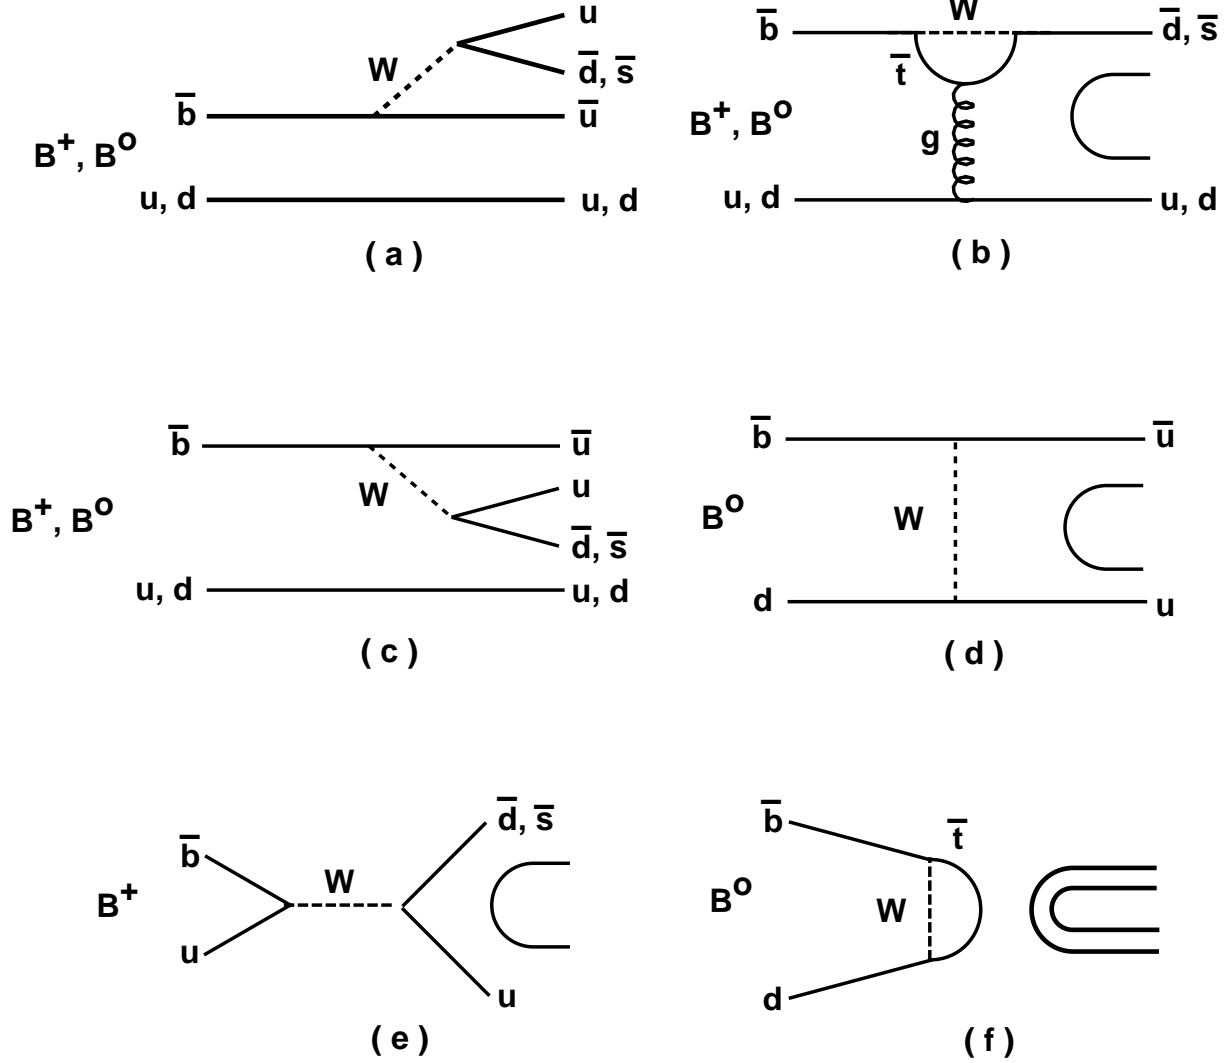 u
W
d̅, s̅
b̅
u̅
B⁺, B⁰
u, d
u, d
( a )
W
b̅
d̅, s̅
t̅
B⁺, B⁰
g
u, d
u, d
( b )
b̅
u̅
W
u
B⁺, B⁰
d̅, s̅
u, d
u, d
( c )
b̅
u̅
B⁰
W
d
u
( d )
d̅, s̅
b̅
W
B⁺
u
u
( e )
b̅
t̅
B⁰
W
d
( f )